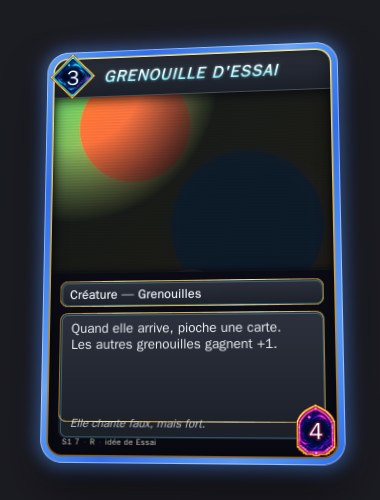 3
GRENOUILLE D'ESSAI
Créature — Grenouilles
Quand elle arrive, pioche une carte.
Les autres grenouilles gagnent +1.
Elle chante faux, mais fort.
S1 7 · R · idée de Essai
4